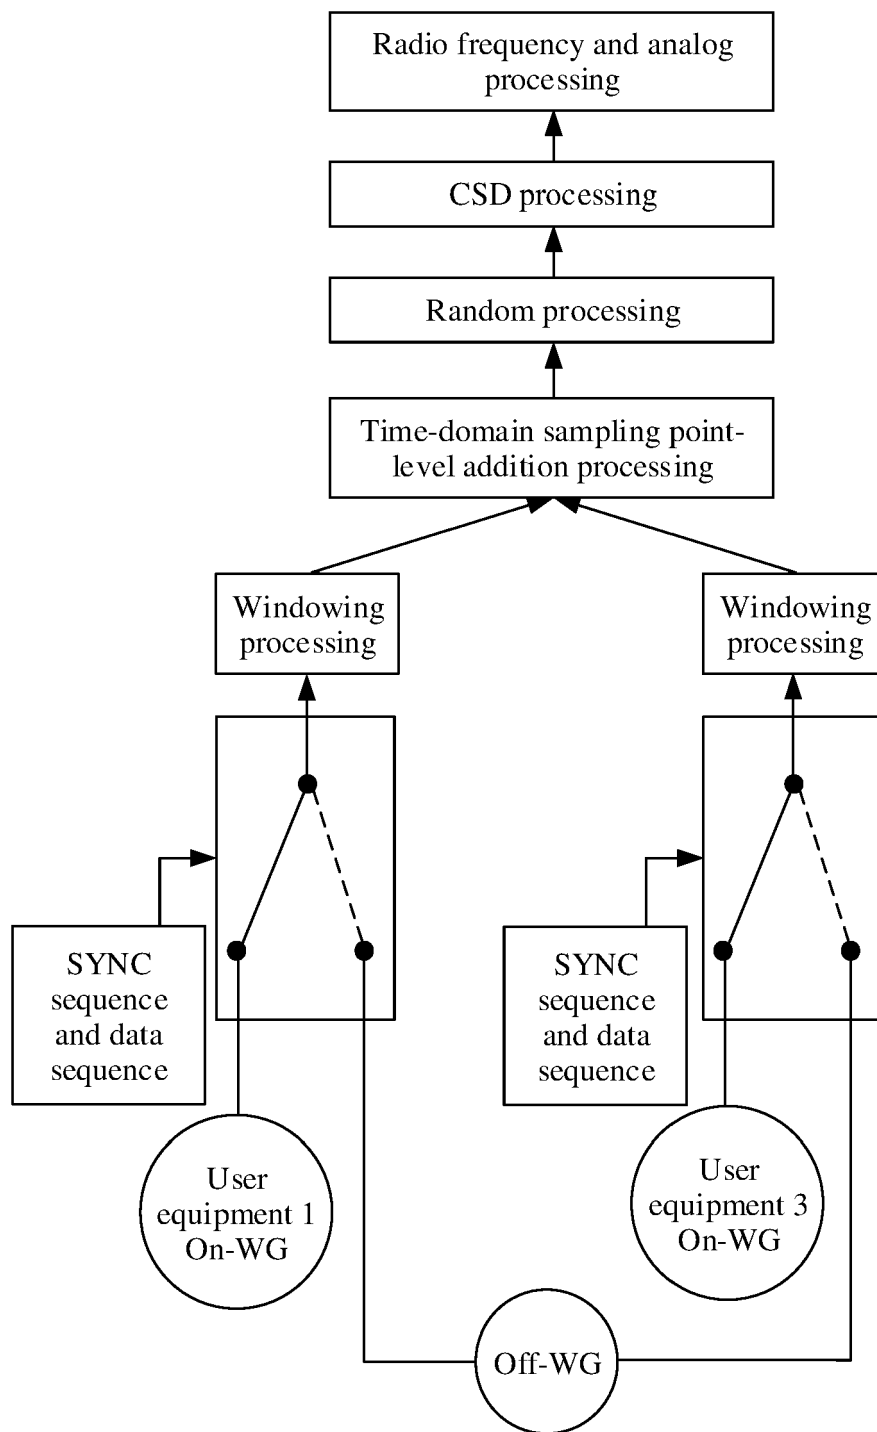 Radio frequency and analog
processing
CSD processing
Random processing
Time-domain sampling point-
level addition processing
Windowing
processing
Windowing
processing
SYNC
sequence
and data
sequence
SYNC
sequence
and data
sequence
User
equipment 1
On-WG
User
equipment 3
On-WG
Off-WG